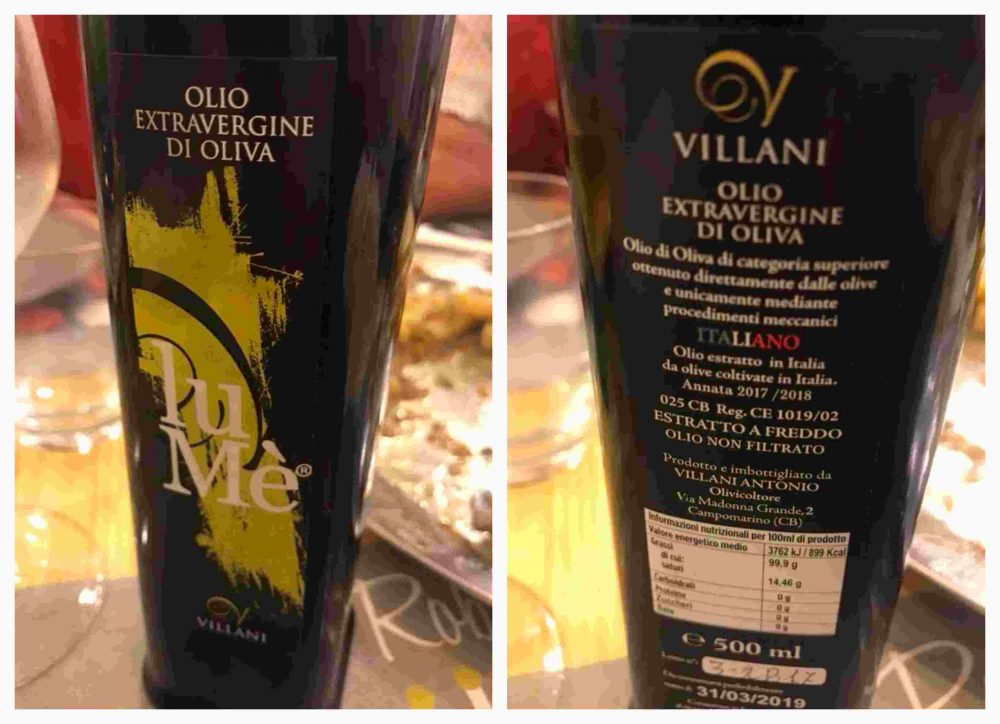 OLIO
EXTRAVERGINE
DI OLIVA
lu
Mè®
VILLANI
VILLANI
OLIO
EXTRAVERGINE
DI OLIVA
Olio di Oliva di categoria superiore
ottenuto direttamente dalle olive
e unicamente mediante
procedimenti meccanici
ITALIANO
Olio estratto in Italia
da olive coltivate in Italia.
Annata 2017/2018
025 CB Reg. CE 1019/02
ESTRATTO A FREDDO
OLIO NON FILTRATO
Prodotto e imbottigliato da
VILLANI ANTONIO
Olivicoltore
Via Madonna Grande,2
Campomarino (CB)
Informazioni nutrizionali per 100ml di prodotto
Valore energetico medio 3762 kJ / 899 Kcal
Grassi 99,9 g
di cui:
saturi 14,46 g
Carboidrati 0 g
Proteine 0 g
Zuccheri 0 g
Sale 0 g
e 500 ml
31/03/2019